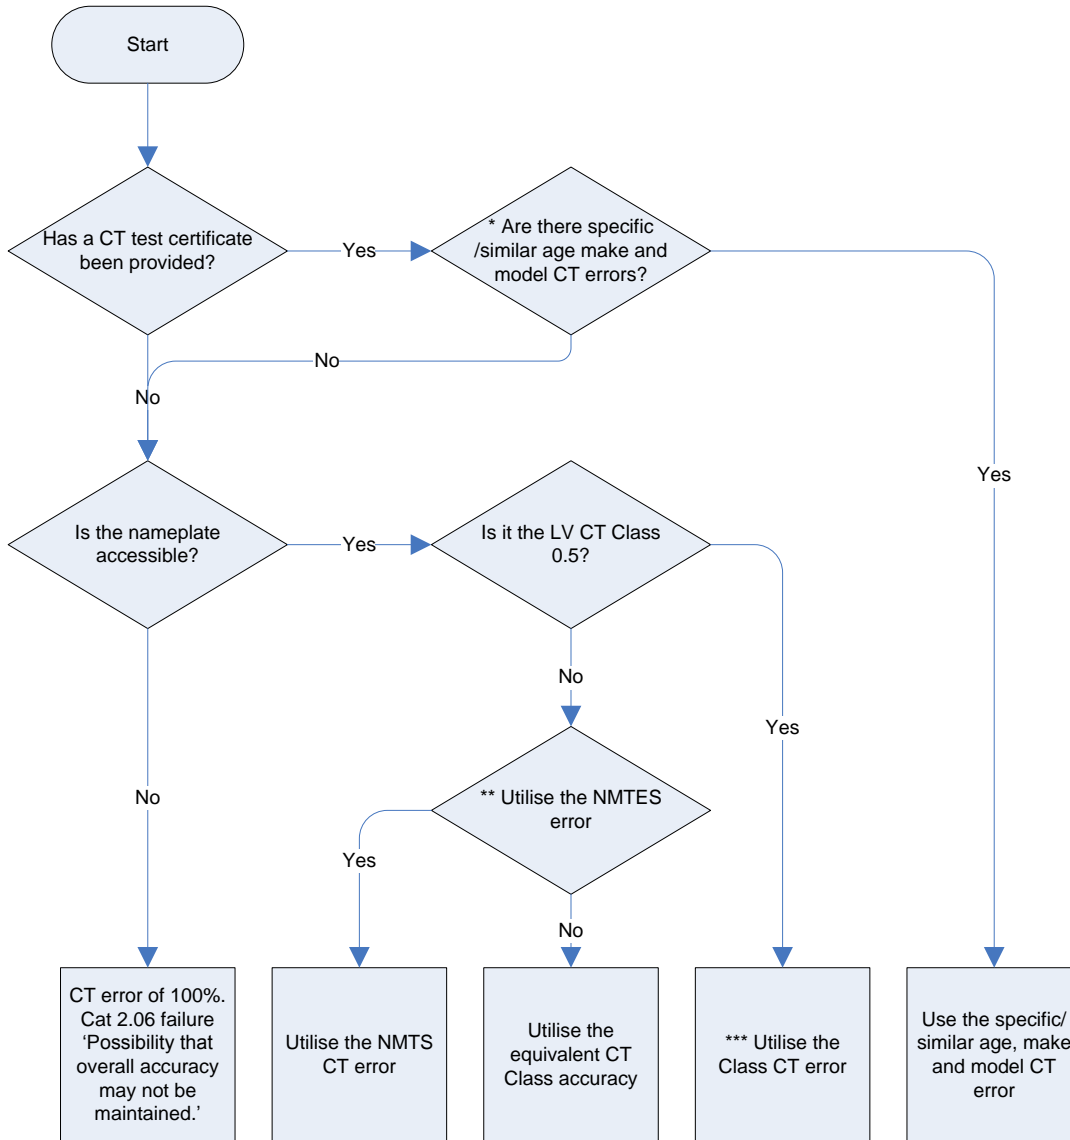 Start
Has a CT test certificate
been provided?
Yes
* Are there specific
/similar age make and
model CT errors?
No
No
Yes
Is the nameplate
accessible?
Yes
Is it the LV CT Class
0.5?
No
Yes
No
** Utilise the NMTES
error
Yes
No
CT error of 100%.
Cat 2.06 failure
‘Possibility that
overall accuracy
may not be
maintained.’
Utilise the NMTS
CT error
Utilise the
equivalent CT
Class accuracy
*** Utilise the
Class CT error
Use the specific/
similar age, make
and model CT
error